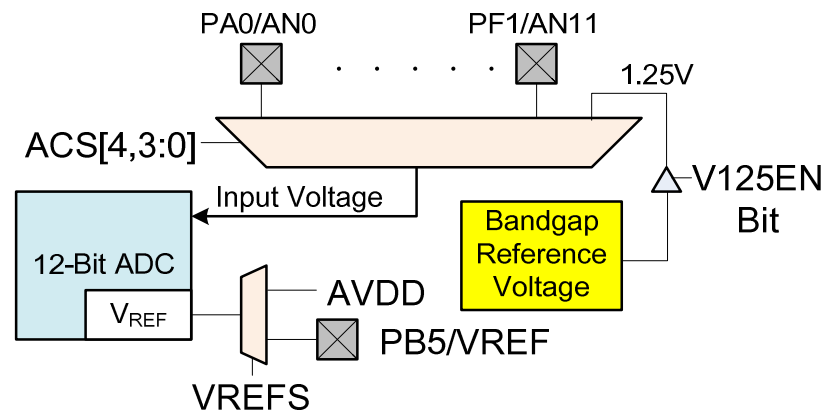 PA0/AN0
PF1/AN11
1.25V
ACS[4,3:0]
V125EN
Bit
Input Voltage
Bandgap
Reference
Voltage
12-Bit ADC
VREF
AVDD
PB5/VREF
VREFS